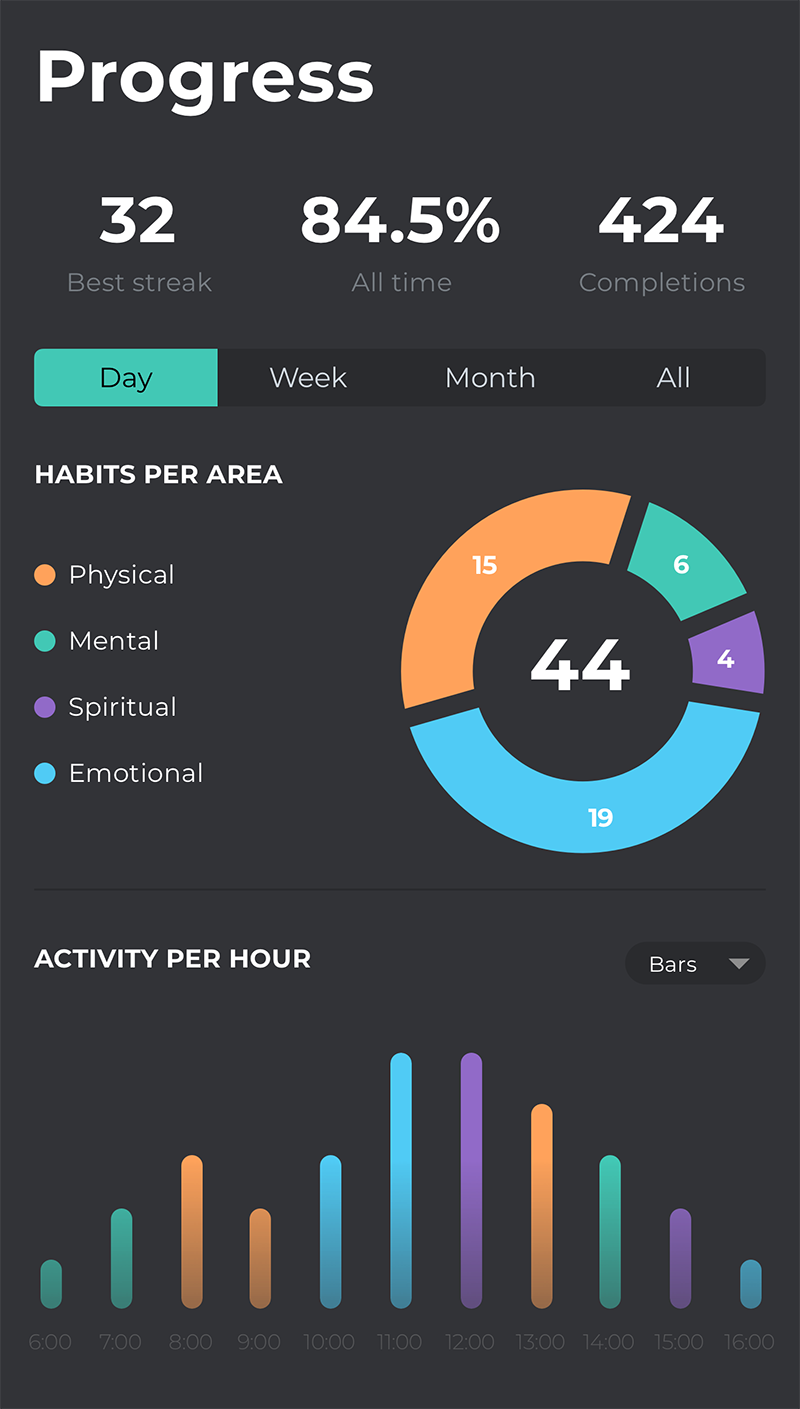 Progress
32 84.5% 424
Best streak All time Completions
Day Week Month All
HABITS PER AREA
Physical
Mental
Spiritual
Emotional
15
6
4
44
19
ACTIVITY PER HOUR
Bars
6:00 7:00 8:00 9:00 10:00 11:00 12:00 13:00 14:00 15:00 16:00